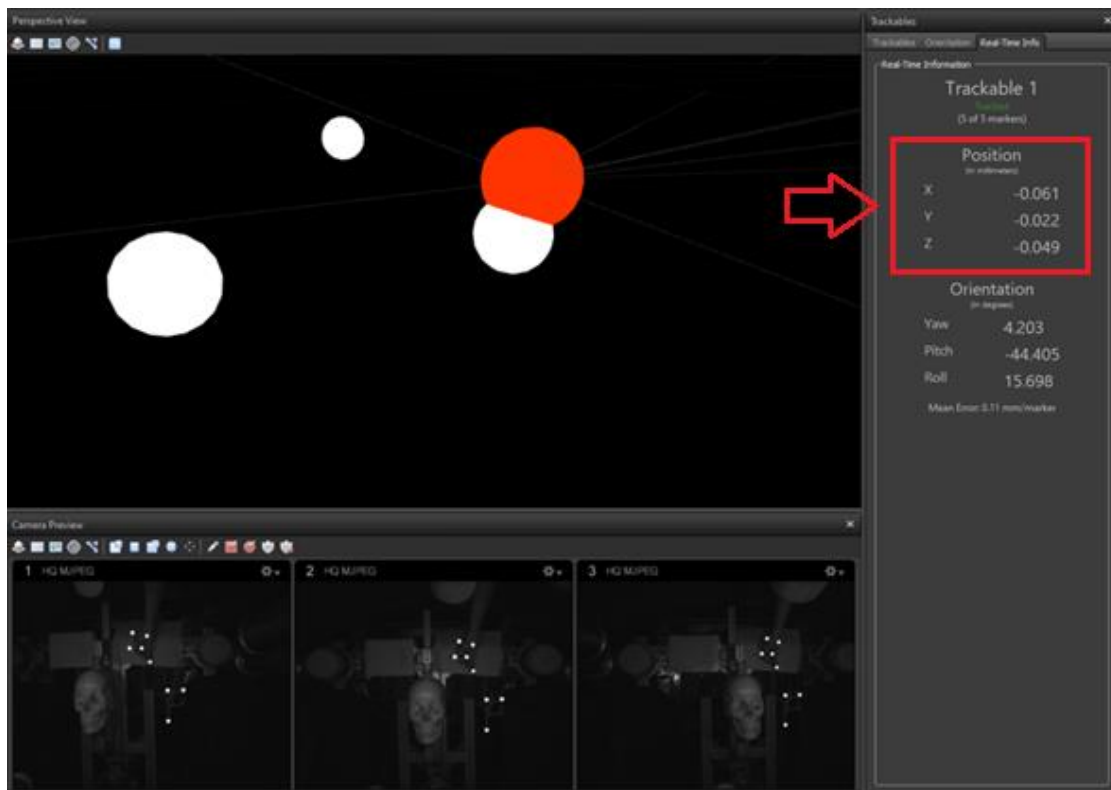 Perspective View
Trackables
Trackables Orientation Real-Time Info
Real-Time Information
Trackable 1
Tracked
(5 of 5 markers)
Position
(in millimeters)
X -0.061
Y -0.022
Z -0.049
Orientation
(in degrees)
Yaw 4.203
Pitch -44.405
Roll 15.698
Mean Error: 0.11 mm/marker
Camera Preview
1 HQ MJPEG
2 HQ MJPEG
3 HQ MJPEG